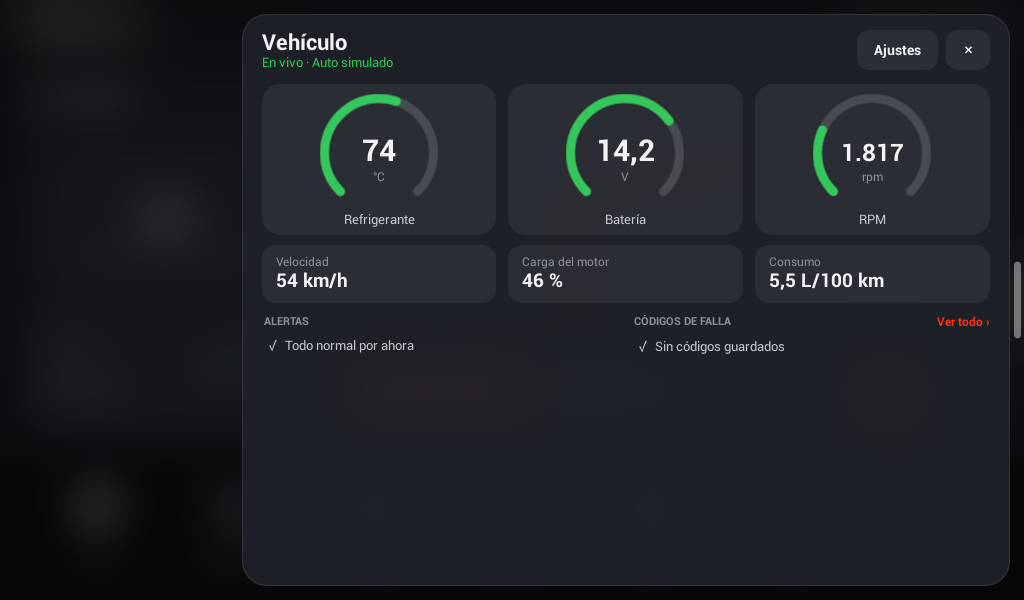 Vehículo
En vivo · Auto simulado
Ajustes
×
74
°C
Refrigerante
14,2
V
Batería
1.817
rpm
RPM
Velocidad
54 km/h
Carga del motor
46 %
Consumo
5,5 L/100 km
ALERTAS
✓ Todo normal por ahora
CÓDIGOS DE FALLA
Ver todo ›
✓ Sin códigos guardados